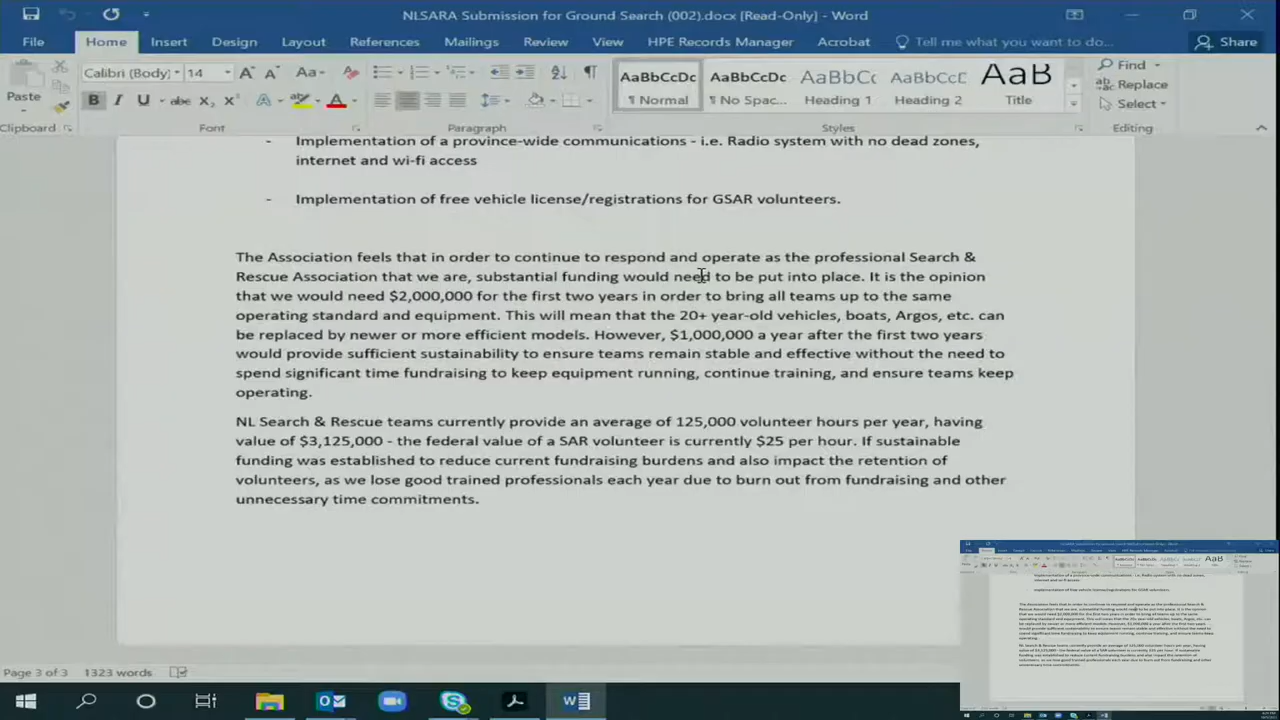 NLSARA Submission for Ground Search (002).docx [Read-Only] - Word
File Home Insert Design Layout References Mailings Review View HPE Records Manager Acrobat Tell me what you want to do... Share
Calibri (Body) 14 Aa
AaBbCcDc AaBbCcDc AaBbCc AaBbCcD AaB
Find
Replace
Select
Paste
B I U abc X₂ X² A A
¶ Normal ¶ No Spac... Heading 1 Heading 2 Title
Clipboard Font Paragraph Styles Editing
- Implementation of a province-wide communications - i.e. Radio system with no dead zones,
internet and wi-fi access
- Implementation of free vehicle license/registrations for GSAR volunteers.
The Association feels that in order to continue to respond and operate as the professional Search &
Rescue Association that we are, substantial funding would need to be put into place. It is the opinion
that we would need $2,000,000 for the first two years in order to bring all teams up to the same
operating standard and equipment. This will mean that the 20+ year-old vehicles, boats, Argos, etc. can
be replaced by newer or more efficient models. However, $1,000,000 a year after the first two years
would provide sufficient sustainability to ensure teams remain stable and effective without the need to
spend significant time fundraising to keep equipment running, continue training, and ensure teams keep
operating.
NL Search & Rescue teams currently provide an average of 125,000 volunteer hours per year, having
value of $3,125,000 - the federal value of a SAR volunteer is currently $25 per hour. If sustainable
funding was established to reduce current fundraising burdens and also impact the retention of
volunteers, as we lose good trained professionals each year due to burn out from fundraising and other
unnecessary time commitments.
Page 3 of 3 1323 words